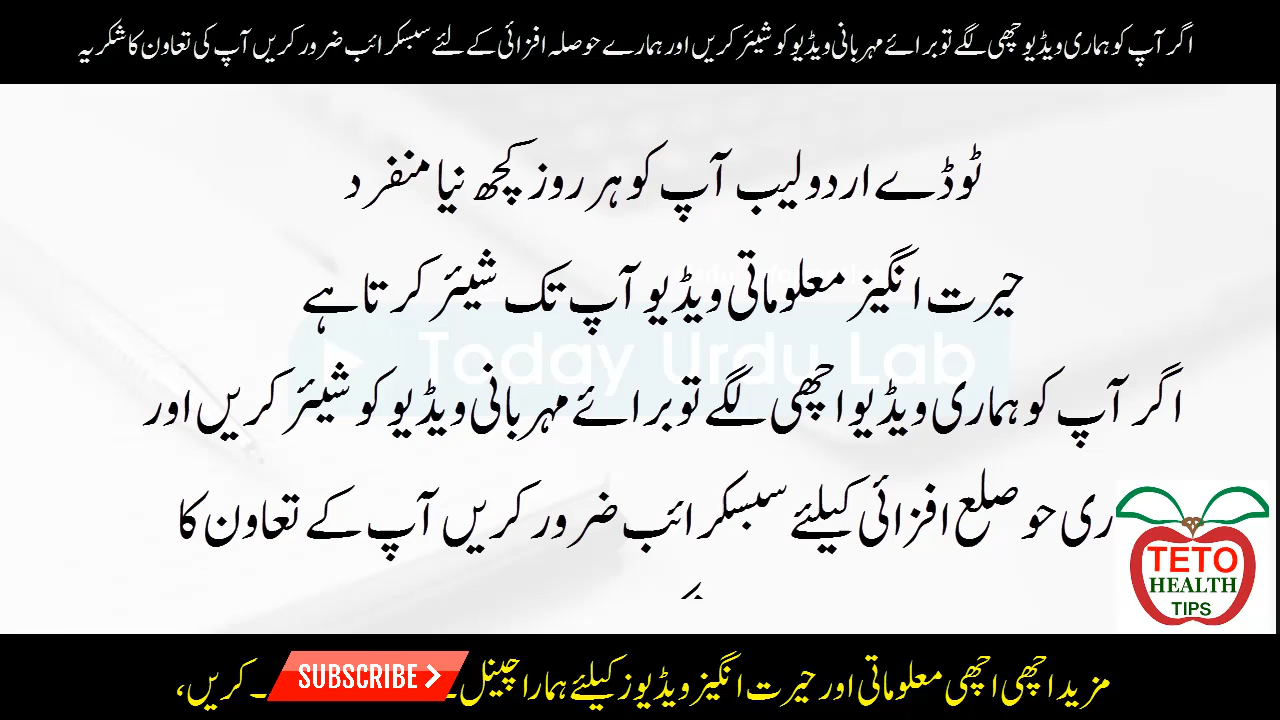 اگر آپ کو ہماری ویڈیو چھی لگے تو برائے مہربانی ویڈیو کو شیئر کریں اور ہمارے حوصلہ افزائی کے لئے سبسکرائب ضرور کریں آپ کی تعاون کا شکریہ
ٹوڈے اردو لیب آپ کو ہر روز کچھ نیا منفرد
حیرت انگیز معلوماتی ویڈیو آپ تک شیئر کرتا ہے
Today Urdu Lab
اگر آپ کو ہماری ویڈیو اچھی لگے تو برائے مہربانی ویڈیو کو شیئر کریں اور
ری حوصلع افزائی کیلئے سبسکرائب ضرور کریں آپ کے تعاون کا
TETO
HEALTH
TIPS
مزید اچھی اچھی معلوماتی اور حیرت انگیز ویڈیوز کیلئے ہمارا چینل۔ SUBSCRIBE ۔ کریں،